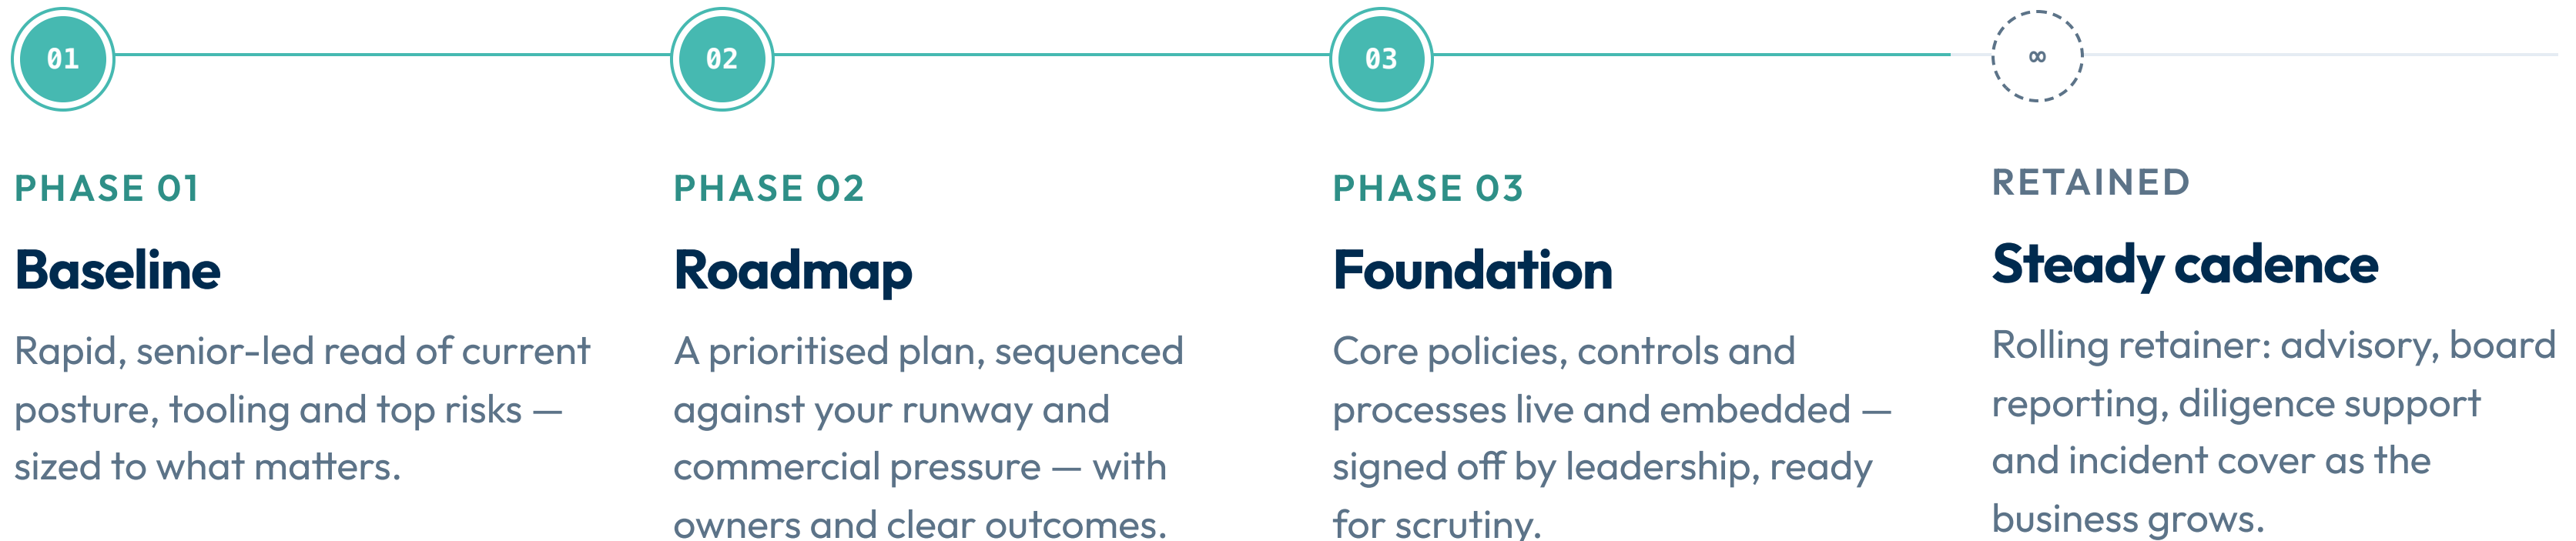 01
02
03
∞
PHASE 01
Baseline
Rapid, senior-led read of current
posture, tooling and top risks —
sized to what matters.
PHASE 02
Roadmap
A prioritised plan, sequenced
against your runway and
commercial pressure — with
owners and clear outcomes.
PHASE 03
Foundation
Core policies, controls and
processes live and embedded —
signed off by leadership, ready
for scrutiny.
RETAINED
Steady cadence
Rolling retainer: advisory, board
reporting, diligence support
and incident cover as the
business grows.